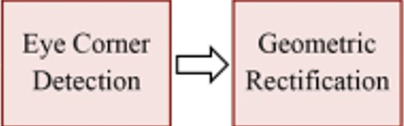 Eye Corner
Detection
Geometric
Rectification